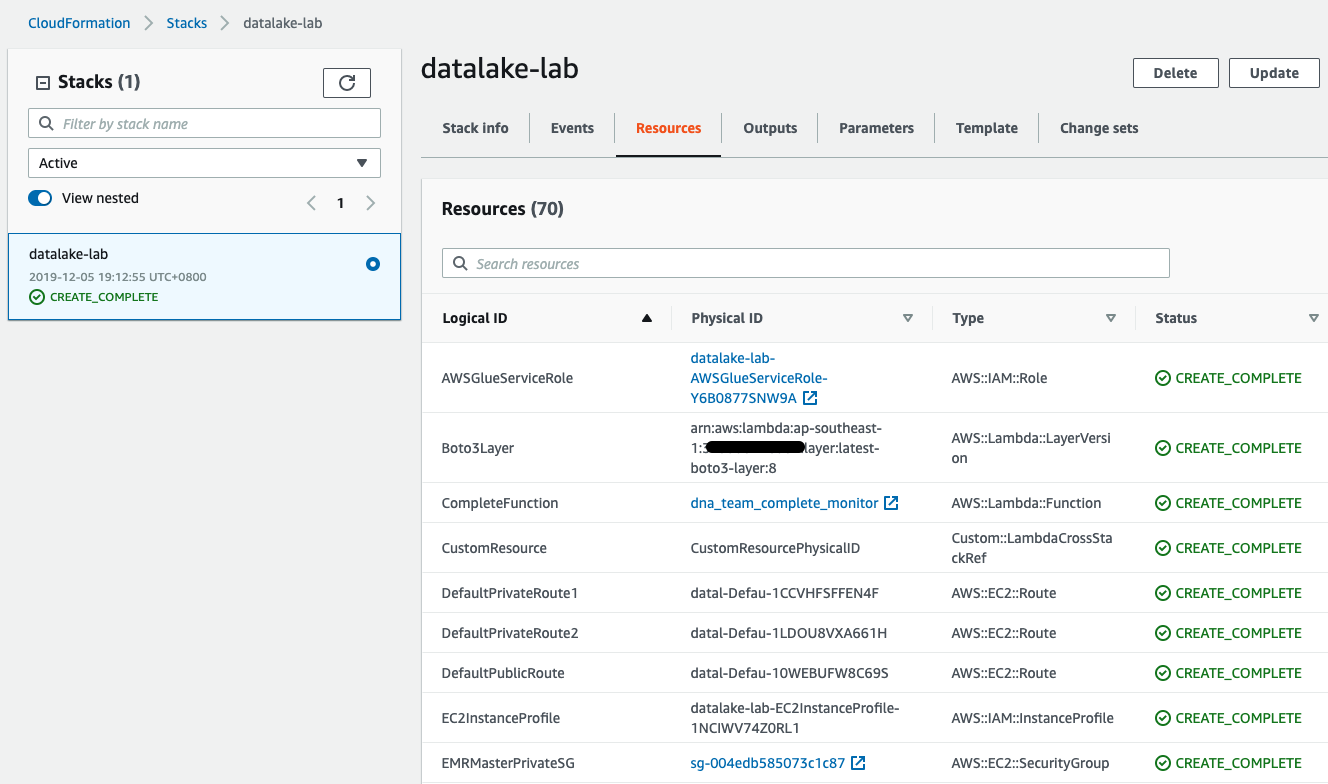 CloudFormation > Stacks > datalake-lab
Stacks (1)
Filter by stack name
Active
View nested
1
datalake-lab
2019-12-05 19:12:55 UTC+0800
CREATE_COMPLETE
datalake-lab
Delete
Update
Stack info
Events
Resources
Outputs
Parameters
Template
Change sets
Resources (70)
Search resources
Logical ID
Physical ID
Type
Status
AWSGlueServiceRole
datalake-lab-
AWSGlueServiceRole-
Y6B0877SNW9A
AWS::IAM::Role
CREATE_COMPLETE
Boto3Layer
arn:aws:lambda:ap-southeast-
1:3 layer:latest-
boto3-layer:8
AWS::Lambda::LayerVersi
on
CREATE_COMPLETE
CompleteFunction
dna_team_complete_monitor
AWS::Lambda::Function
CREATE_COMPLETE
CustomResource
CustomResourcePhysicalID
Custom::LambdaCrossSta
ckRef
CREATE_COMPLETE
DefaultPrivateRoute1
datal-Defau-1CCVHFSFFEN4F
AWS::EC2::Route
CREATE_COMPLETE
DefaultPrivateRoute2
datal-Defau-1LDOU8VXA661H
AWS::EC2::Route
CREATE_COMPLETE
DefaultPublicRoute
datal-Defau-10WEBUFW8C69S
AWS::EC2::Route
CREATE_COMPLETE
EC2InstanceProfile
datalake-lab-EC2InstanceProfile-
1NCIWV74Z0RL1
AWS::IAM::InstanceProfile
CREATE_COMPLETE
EMRMasterPrivateSG
sg-004edb585073c1c87
AWS::EC2::SecurityGroup
CREATE_COMPLETE